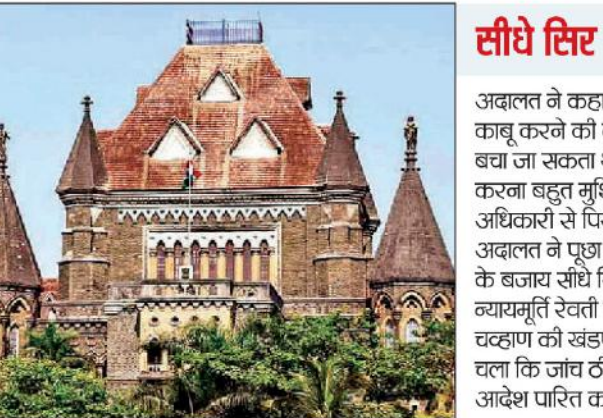 सीधे सिर
अदालत ने कहा
काबू करने की
बचा जा सकता
करना बहुत
अधिकारी से
अदालत ने पूछा
के बजाय सीधे
न्यायमूर्ति रेवती
चव्हाण की
चला कि जांच
आदेश पारित